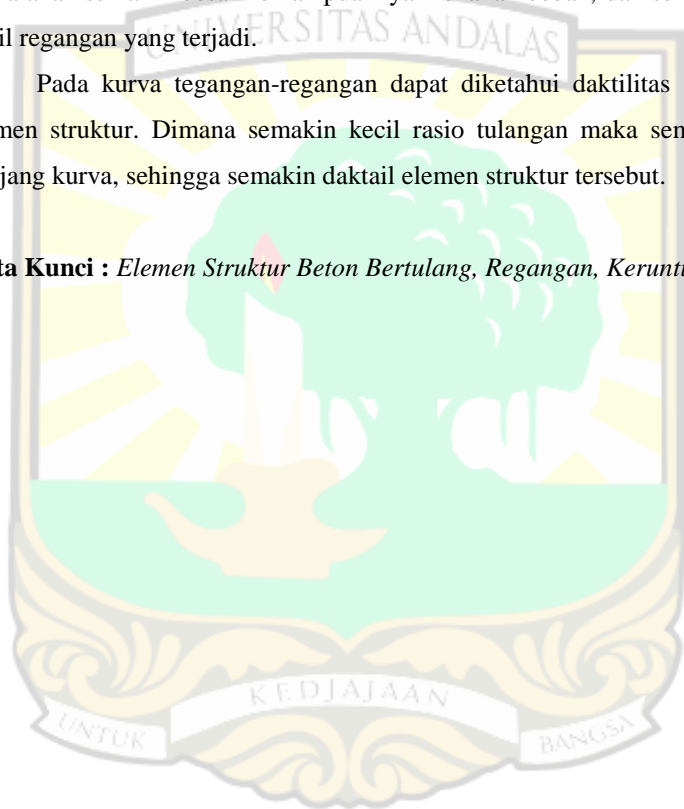 UNIVERSITAS ANDALAS
il regangan yang terjadi.
Pada kurva tegangan-regangan dapat diketahui daktilitas
men struktur. Dimana semakin kecil rasio tulangan maka sem
jang kurva, sehingga semakin daktail elemen struktur tersebut.
ta Kunci : Elemen Struktur Beton Bertulang, Regangan, Kerunt
KEDJAJAAN
UNTUK
BANGSA